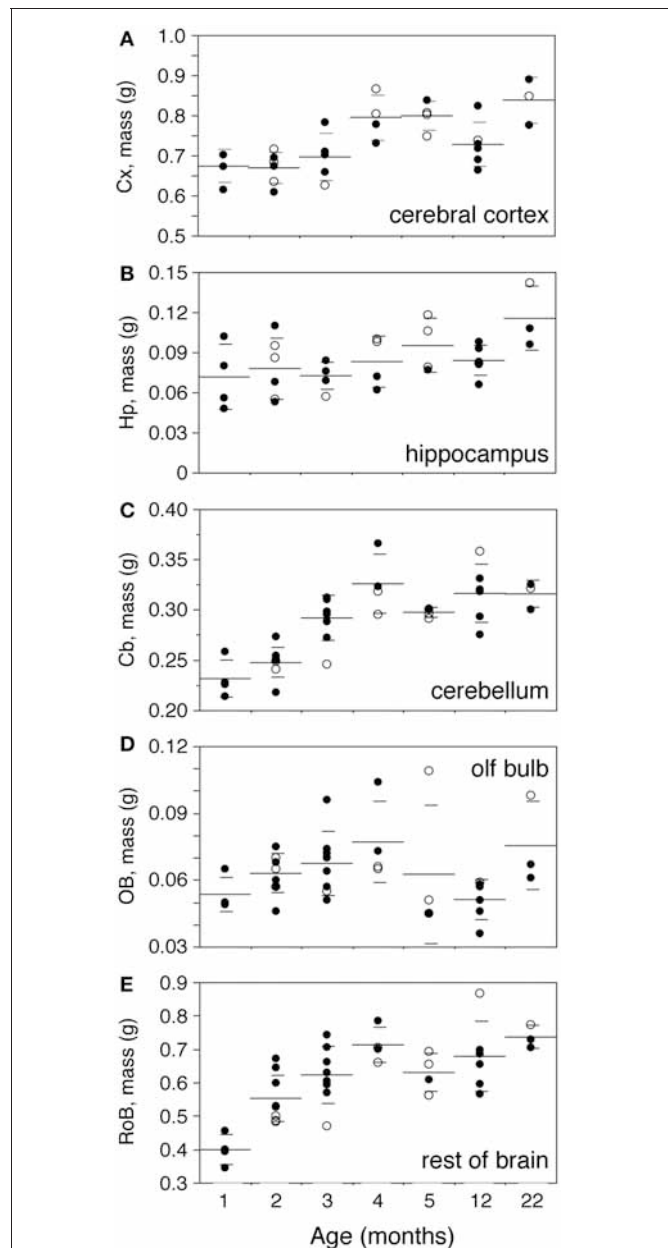 A
Cx, mass (g)
1.0
0.9
0.8
0.7
0.6
0.5
cerebral cortex
B
Hp, mass (g)
0.15
0.12
0.09
0.06
0.03
0
hippocampus
C
Cb, mass (g)
0.40
0.35
0.30
0.25
0.20
cerebellum
D
OB, mass (g)
0.12
0.09
0.06
0.03
olf bulb
E
RoB, mass (g)
0.9
0.8
0.7
0.6
0.5
0.4
0.3
rest of brain
1 2 3 4 5 12 22
Age (months)